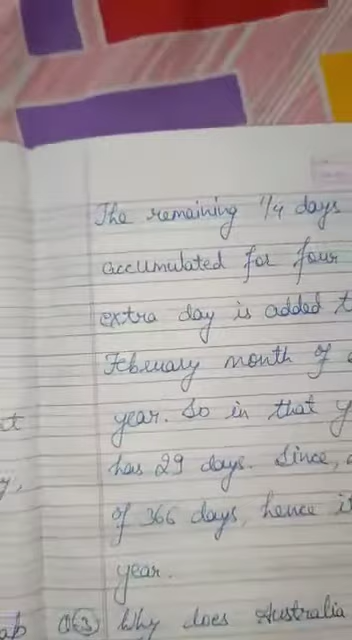 The remaining 1/4 days
accumulated for four
extra day is added
February month of
year. So in that
has 29 days. Since,
of 366 days, hence
year.
Q(3) Why does Australia